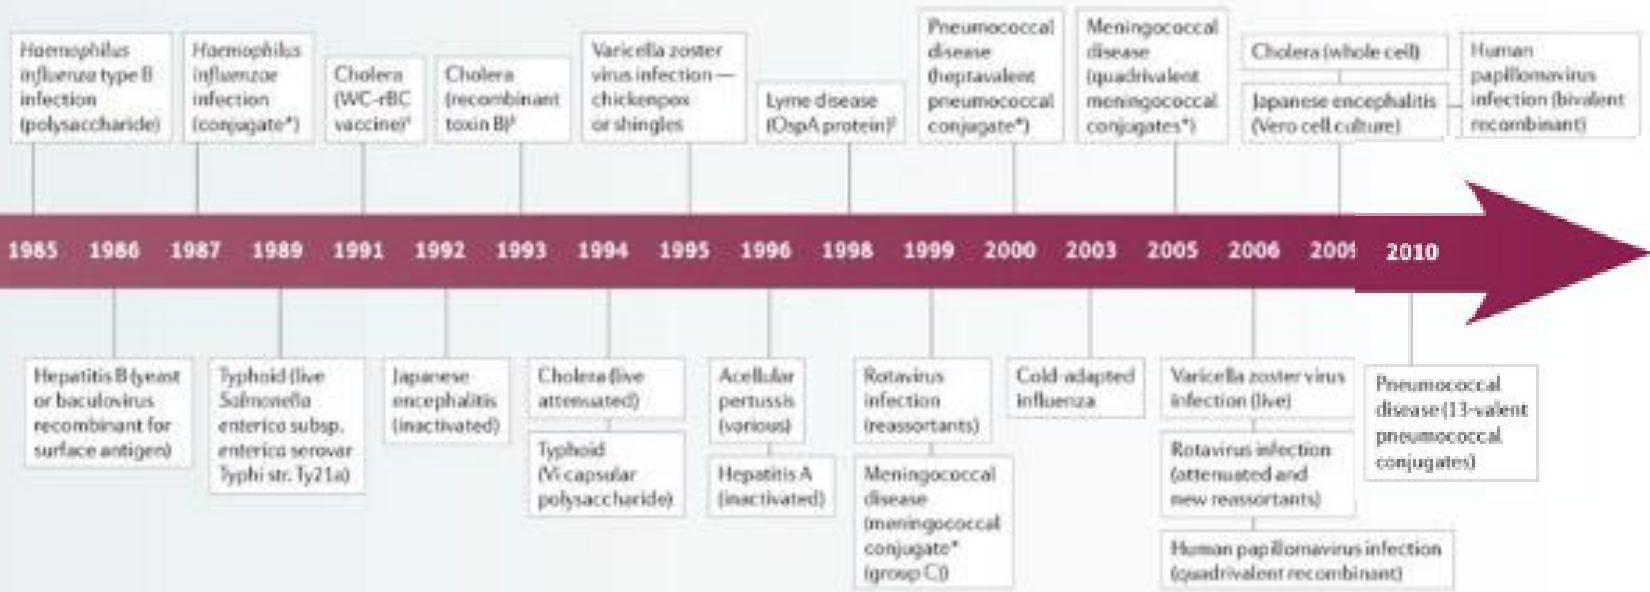 Haemophilus
influenza type B
infection
(polysaccharide)
Haemophilus
influenzae
infection
(conjugate*)
Cholera
(WC-rBC
vaccine)‡
Cholera
(recombinant
toxin B)‡
Varicella zoster
virus infection —
chickenpox
or shingles
Lyme disease
(OspA protein)‡
Pneumococcal
disease
(heptavalent
pneumococcal
conjugate*)
Meningococcal
disease
(quadrivalent
meningococcal
conjugates*)
Cholera (whole cell)
Japanese encephalitis
(Vero cell culture)
Human
papillomavirus
infection (bivalent
recombinant)
1985 1986 1987 1989 1991 1992 1993 1994 1995 1996 1998 1999 2000 2003 2005 2006 2009 2010
Hepatitis B (yeast
or baculovirus
recombinant for
surface antigen)
Typhoid (live
Salmonella
enterica subsp.
enterica serovar
Typhi str. Ty21a)
Japanese
encephalitis
(inactivated)
Cholera (live
attenuated)
Typhoid
(Vi capsular
polysaccharide)
Acellular
pertussis
(various)
Hepatitis A
(inactivated)
Rotavirus
infection
(reassortants)
Meningococcal
disease
(meningococcal
conjugate*
(group C))
Cold-adapted
influenza
Varicella zoster virus
infection (live)
Rotavirus infection
(attenuated and
new reassortants)
Human papillomavirus infection
(quadrivalent recombinant)
Pneumococcal
disease (13-valent
pneumococcal
conjugates)